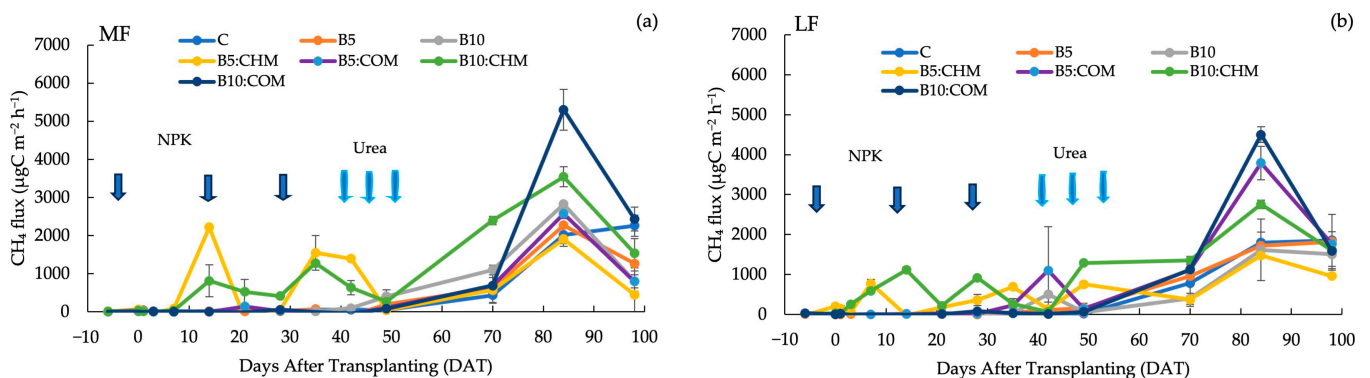 MF
(a)
C B5 B10
B5:CHM B5:COM B10:CHM
B10:COM
NPK
Urea
CH₄ flux (µgC m⁻² h⁻¹)
7000
6000
5000
4000
3000
2000
1000
0
−10 0 10 20 30 40 50 60 70 80 90 100
Days After Transplanting (DAT)
LF
(b)
C B5 B10
B5:CHM B5:COM B10:CHM
B10:COM
NPK
Urea
CH₄ flux (µgC m⁻² h⁻¹)
7000
6000
5000
4000
3000
2000
1000
0
−10 0 10 20 30 40 50 60 70 80 90 100
Days After Transplanting (DAT)